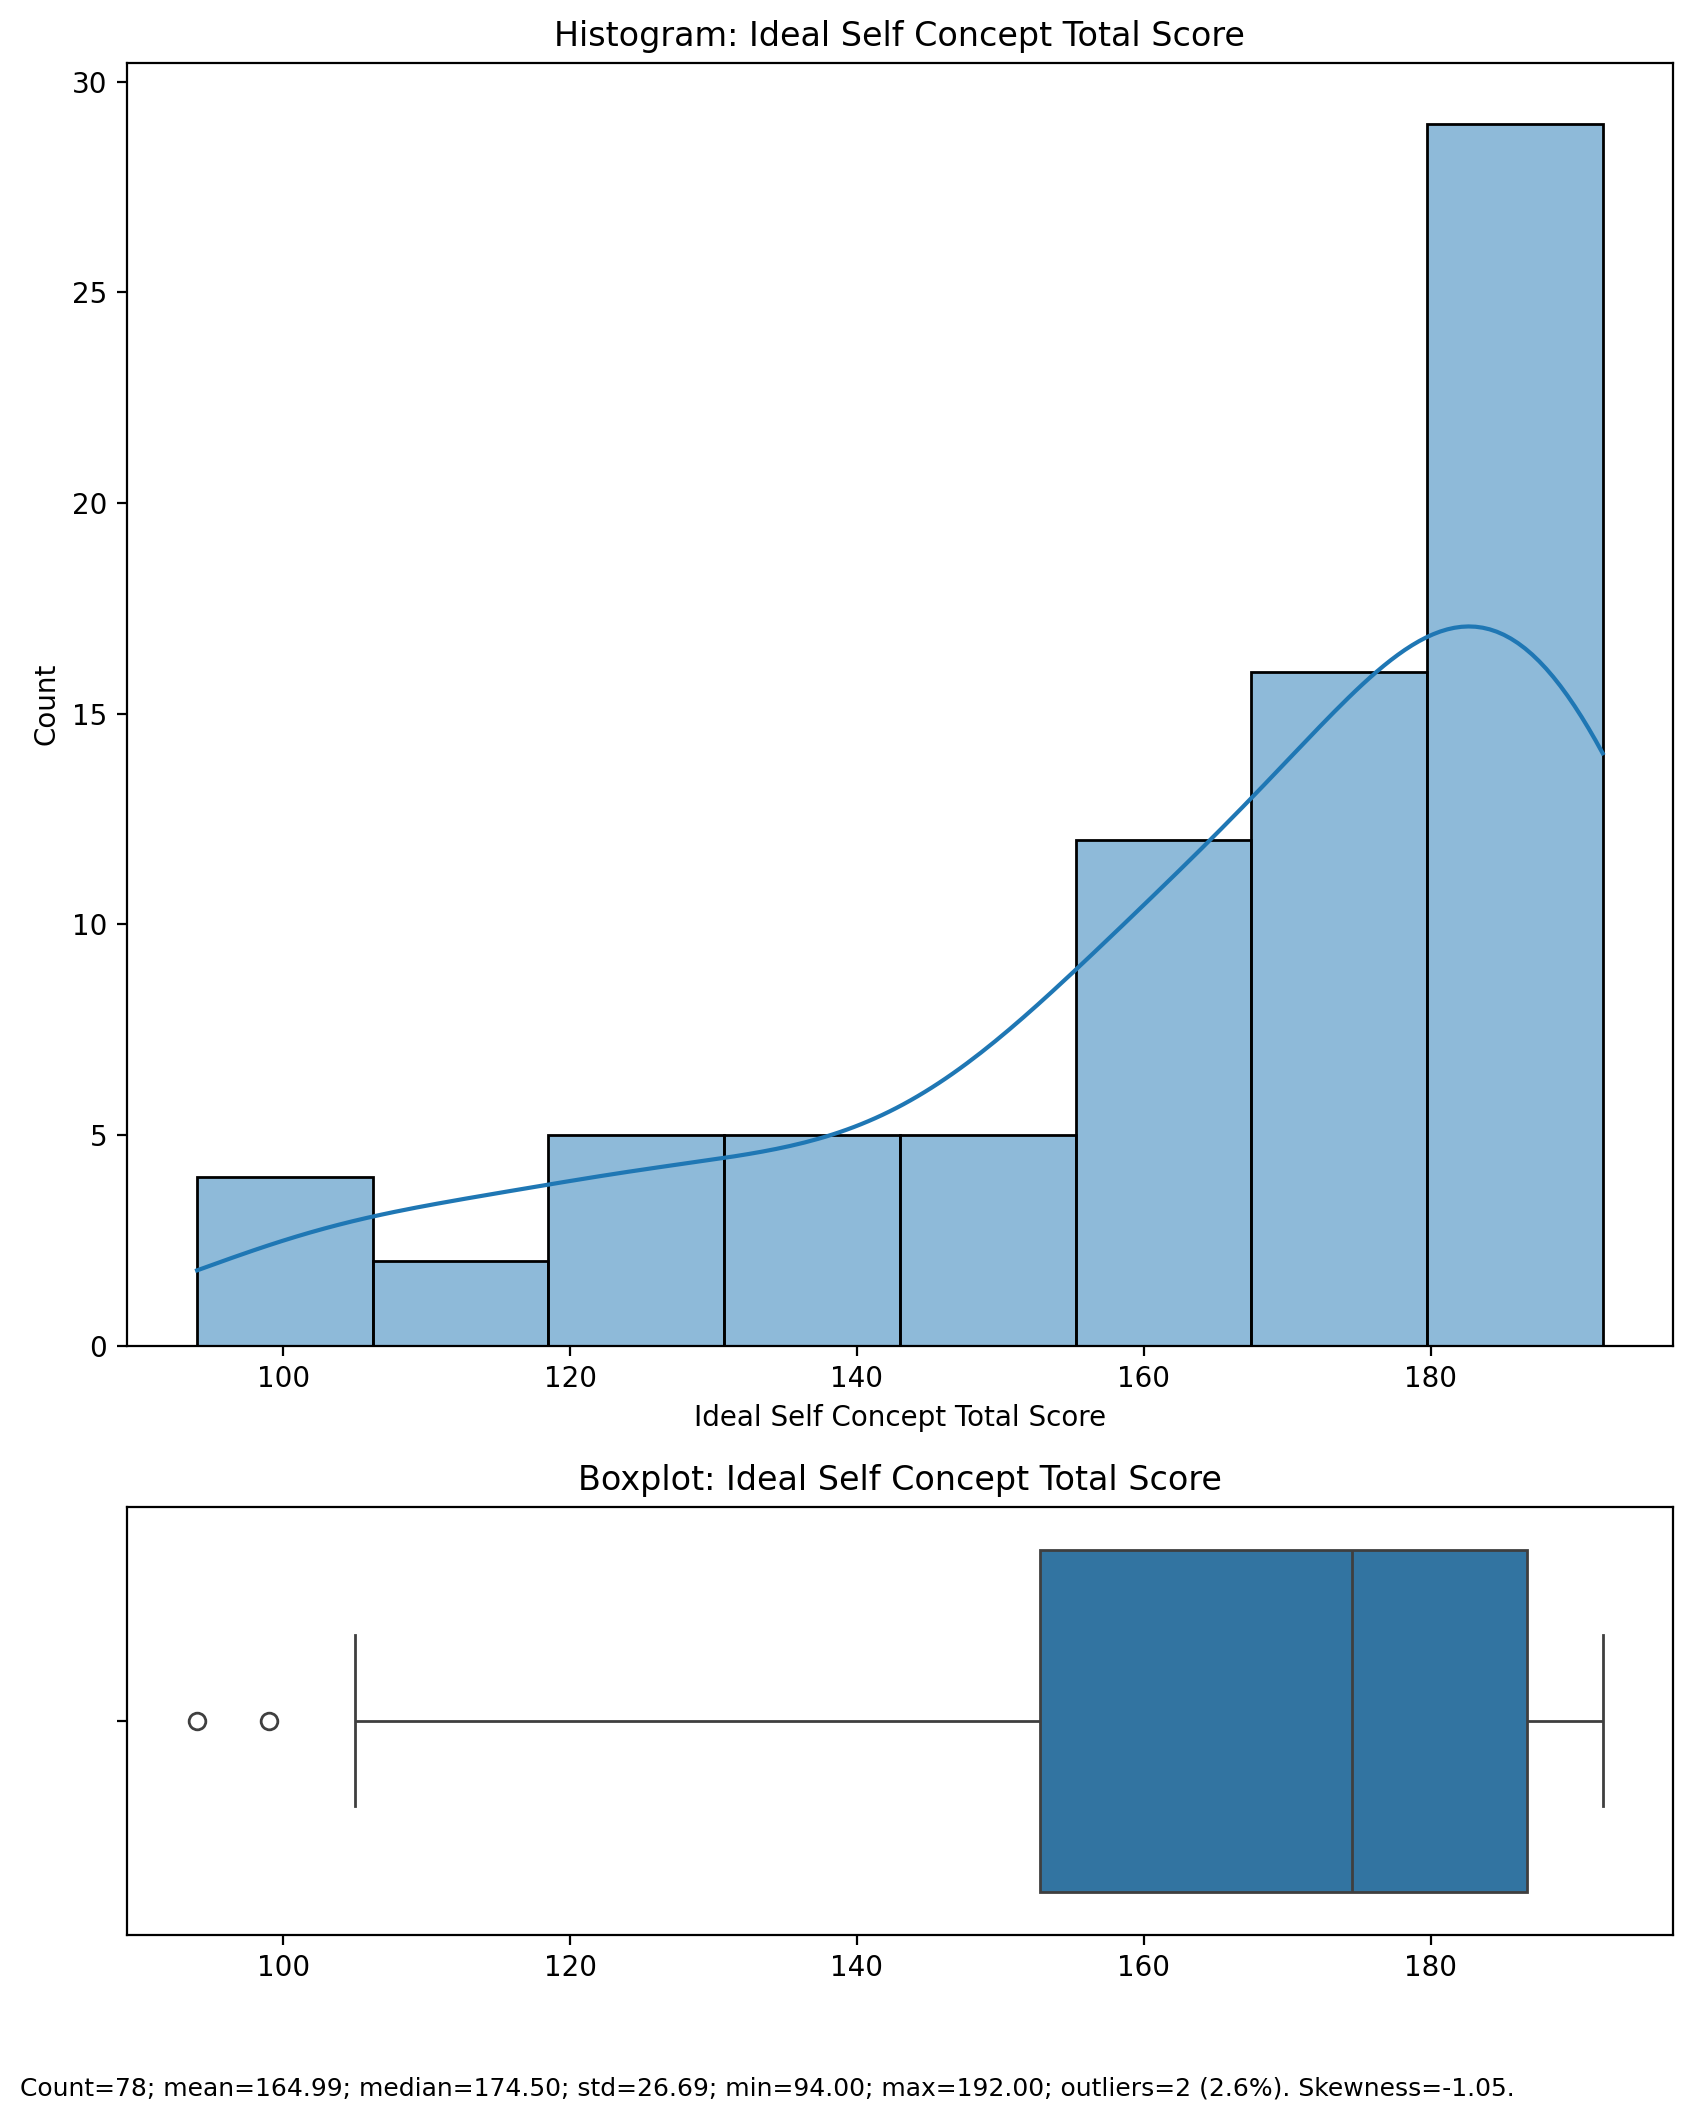 Histogram: Ideal Self Concept Total Score
30
25
20
15
10
5
0
Count
100 120 140 160 180
Ideal Self Concept Total Score
Boxplot: Ideal Self Concept Total Score
100 120 140 160 180
Count=78; mean=164.99; median=174.50; std=26.69; min=94.00; max=192.00; outliers=2 (2.6%). Skewness=-1.05.